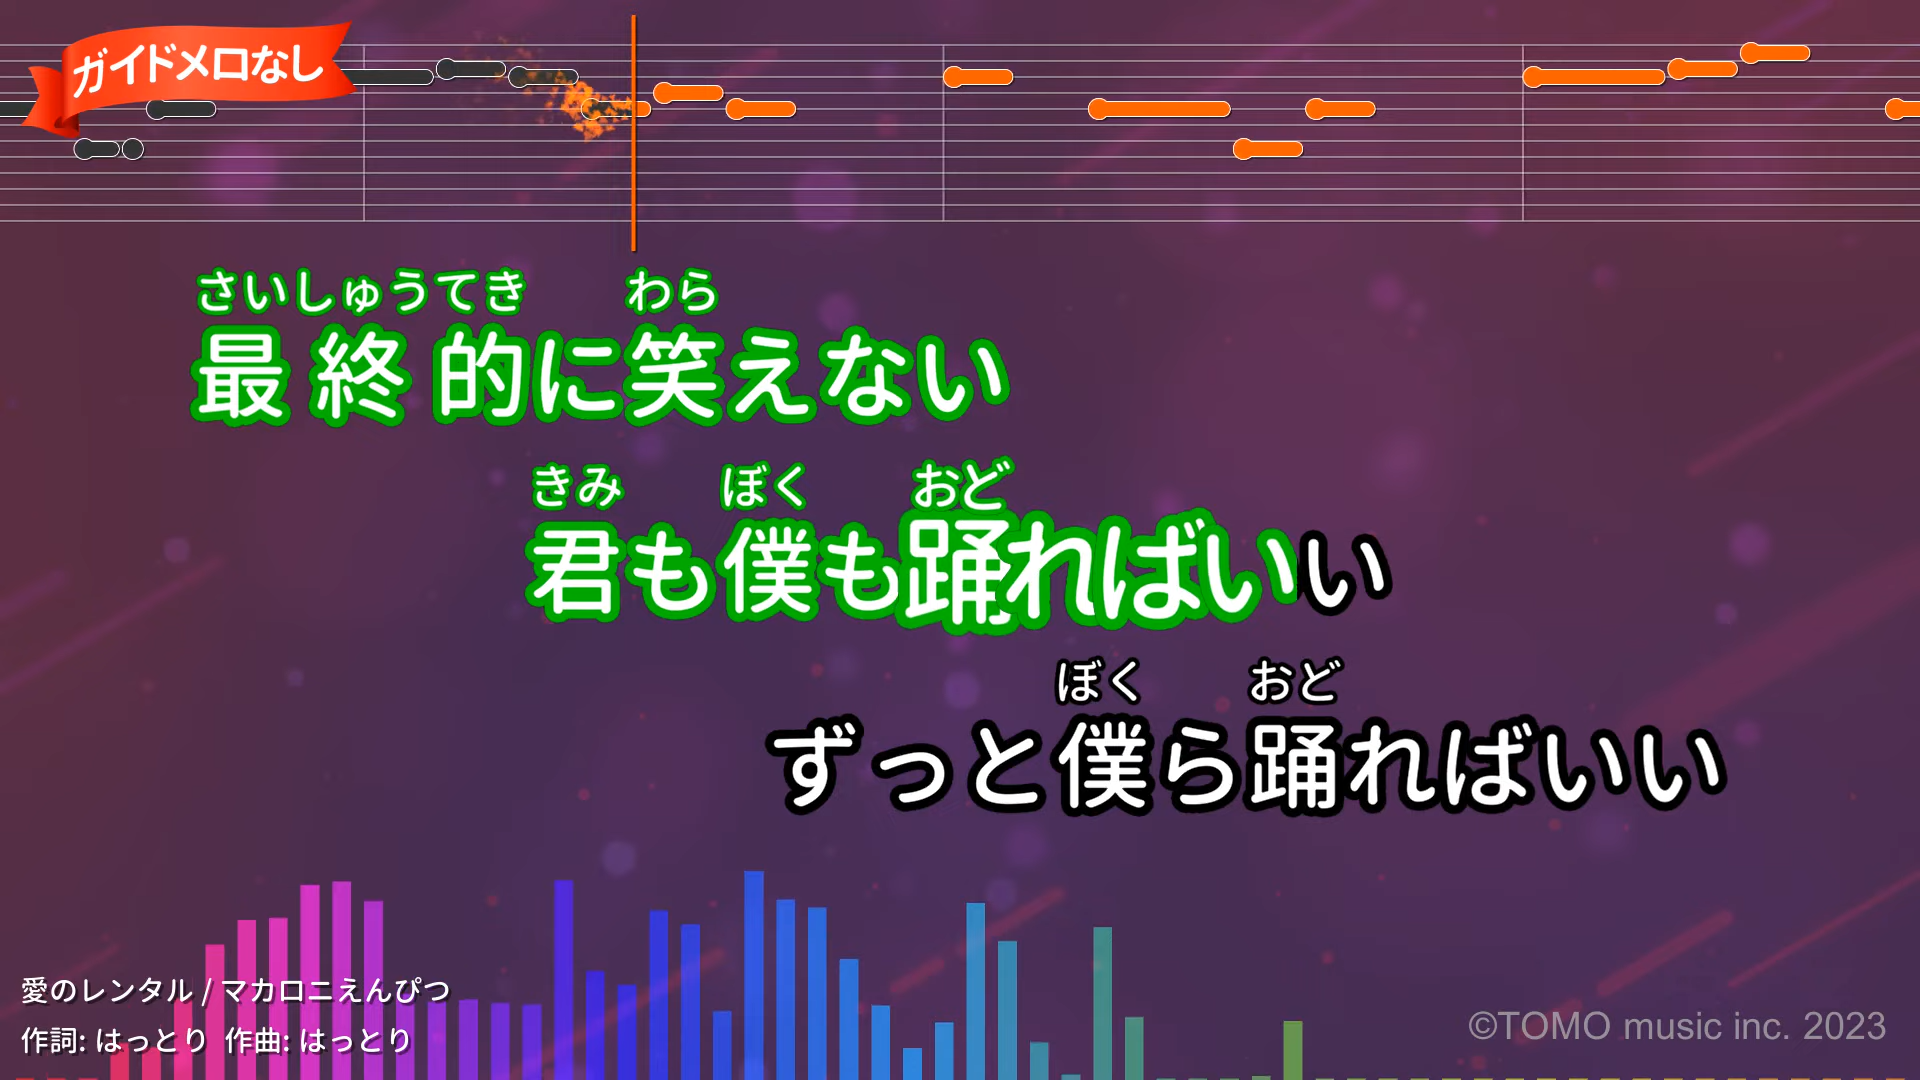 ガイドメロなし
さいしゅうてき わら
最終的に笑えない
きみ ぼく おど
君も僕も踊ればいい
ぼく おど
ずっと僕ら踊ればいい
愛のレンタル / マカロニえんぴつ
作詞: はっとり 作曲: はっとり
©TOMO music inc. 2023